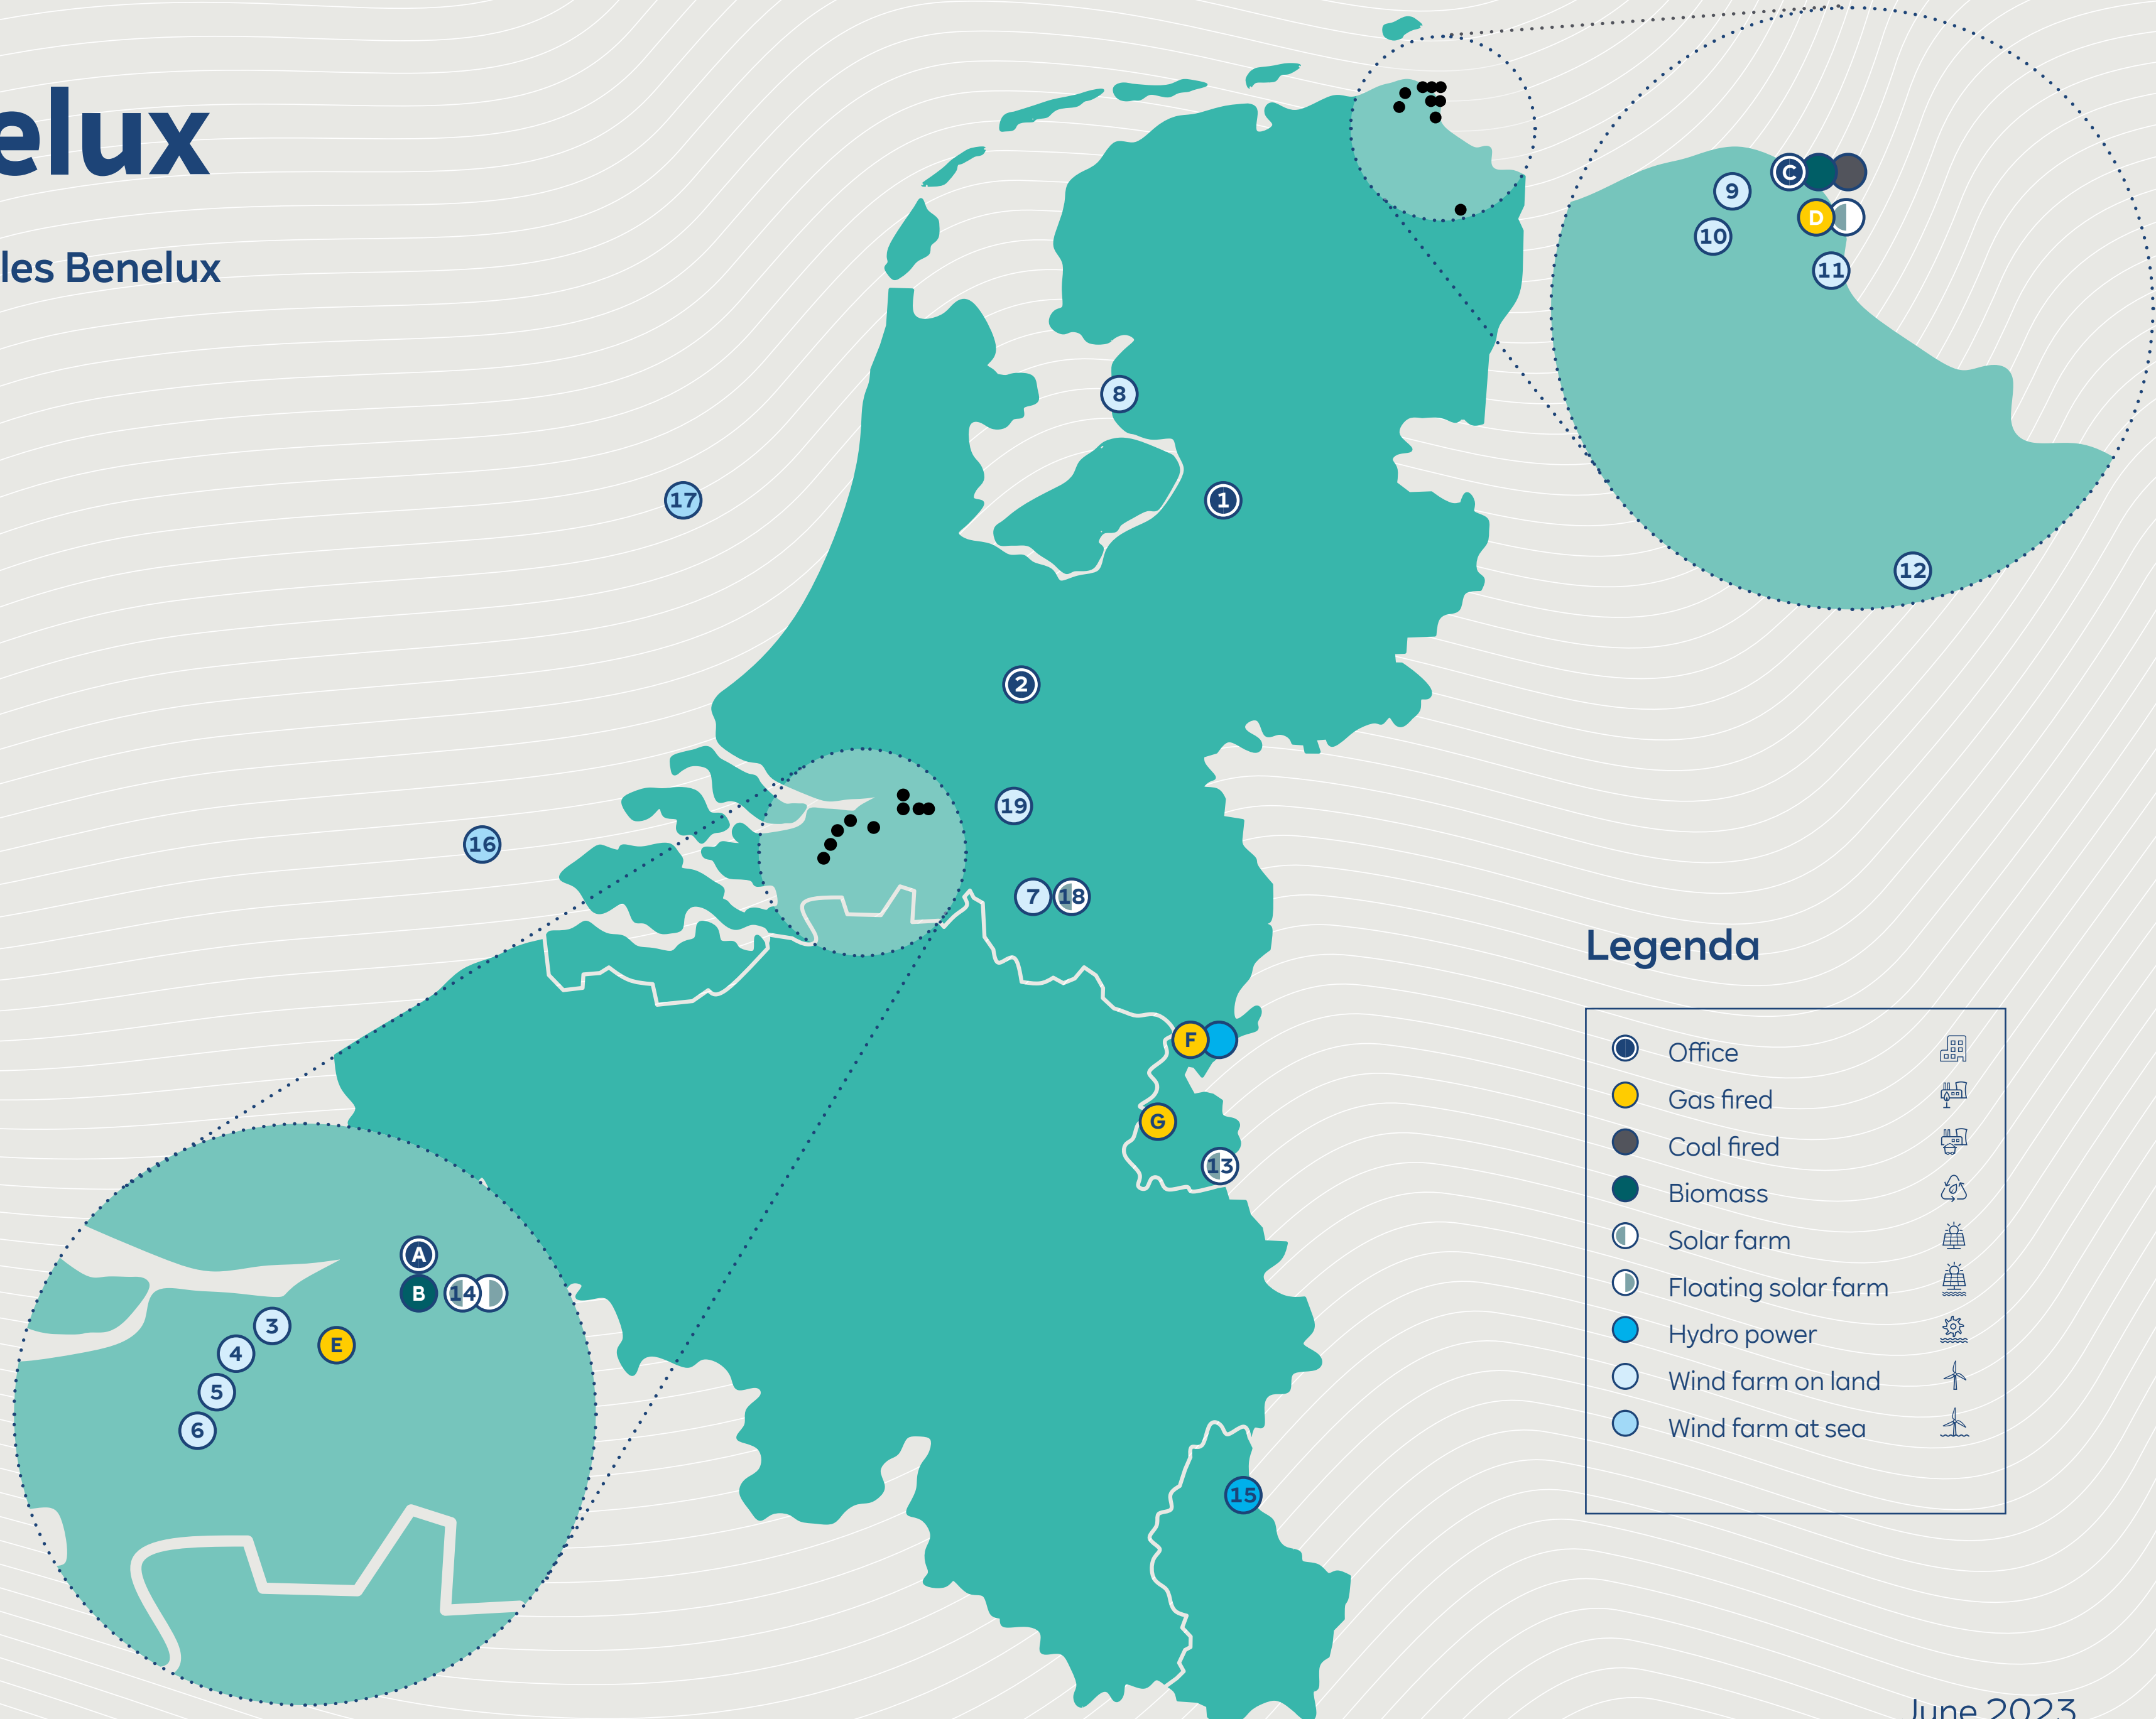 elux
les Benelux
C
9
D
10
11
8
17
1
12
2
19
16
7
18
Legenda
F
Office
Gas fired
G
Coal fired
13
Biomass
A
Solar farm
B
14
Floating solar farm
3
Hydro power
E
4
Wind farm on land
5
Wind farm at sea
6
15
June 2023